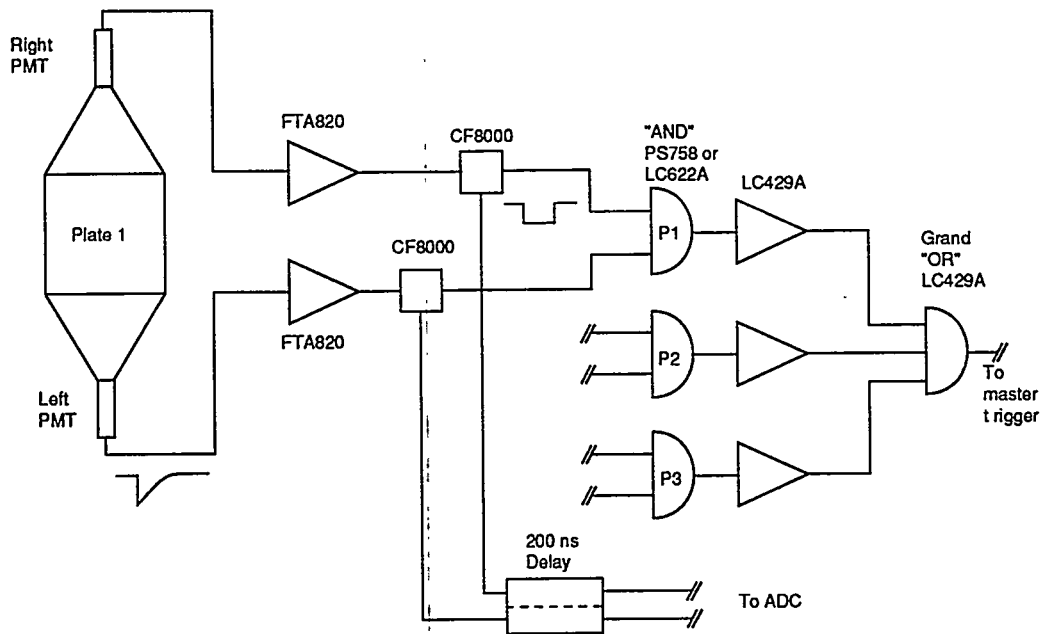 Right
PMT
FTA820
CF8000
"AND"
PS758 or
LC622A
LC429A
Plate 1
P1
CF8000
Grand
"OR"
LC429A
FTA820
P2
Left
PMT
To
master
t rigger
P3
200 ns
Delay
To ADC